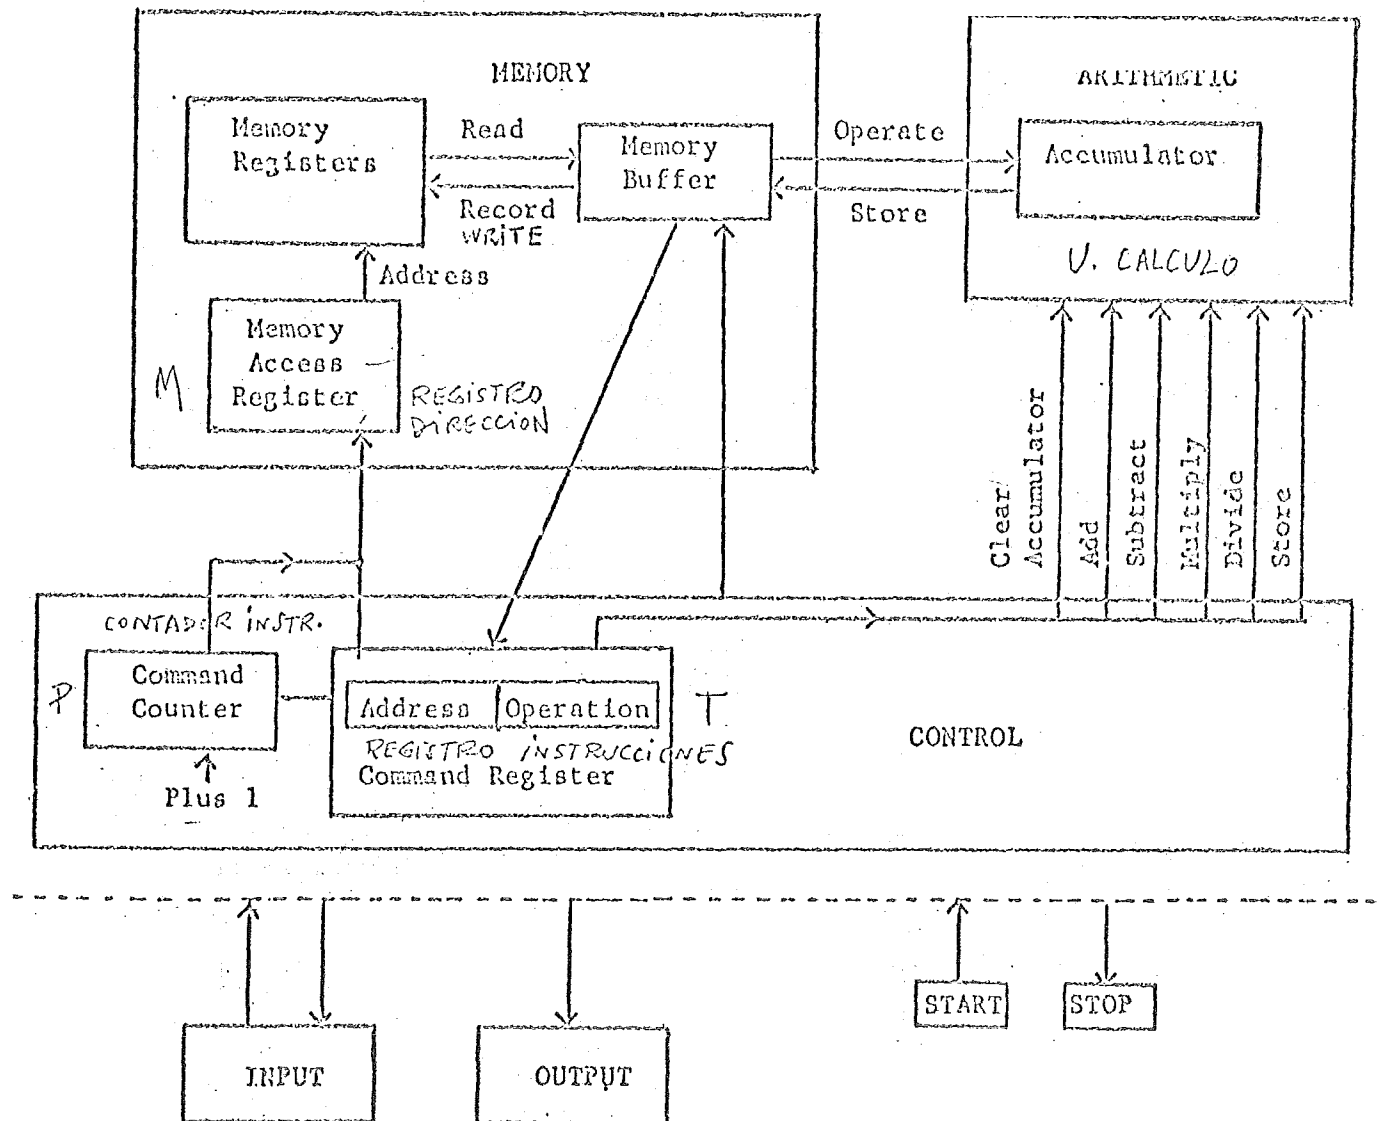 MEMORY
Memory
Registers
Read
Record
WRITE
Memory
Buffer
Operate
Store
ARITHMETIC
Accumulator
U. CALCULO
Address
M
Memory
Access
Register
REGISTRO
DIRECCION
Clear
Accumulator
Add
Subtract
Multiply
Divide
Store
CONTADOR INSTR.
P
Command
Counter
Plus 1
Address Operation
T
REGISTRO INSTRUCCIONES
Command Register
CONTROL
START
STOP
INPUT
OUTPUT